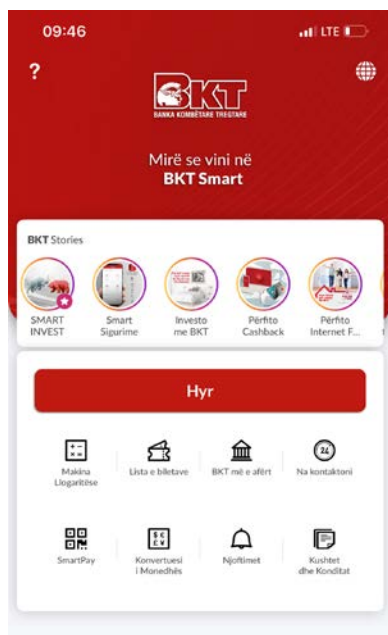 09:46
LTE
?
BKT
BANKA KOMBËTARE TREGTARE
Mirë se vini në
BKT Smart
BKT Stories
SMART
INVEST
Smart
Sigurime
Investo
me BKT
Përfito
Cashback
Përfito
Internet F...
Hyr
Makina
Llogaritëse
Lista e biletave
BKT më e afërt
24
Na kontaktoni
SmartPay
$ €
£ ¥
Konvertuesi
i Monedhës
Njoftimet
Kushtet
dhe Konditat